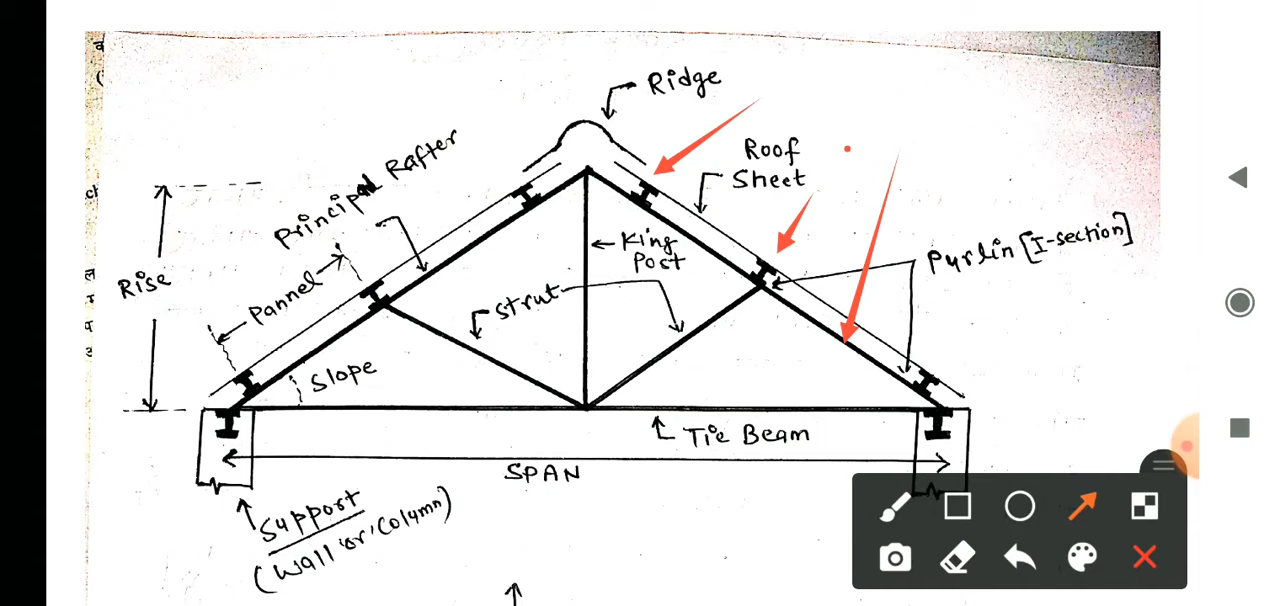 Ridge
Roof
Sheet
Principal Rafter
King
Post
Purlin [I-section]
Pannel
Rise
Strut
Slope
Tie Beam
SPAN
Support
(Wall 'or' Column)